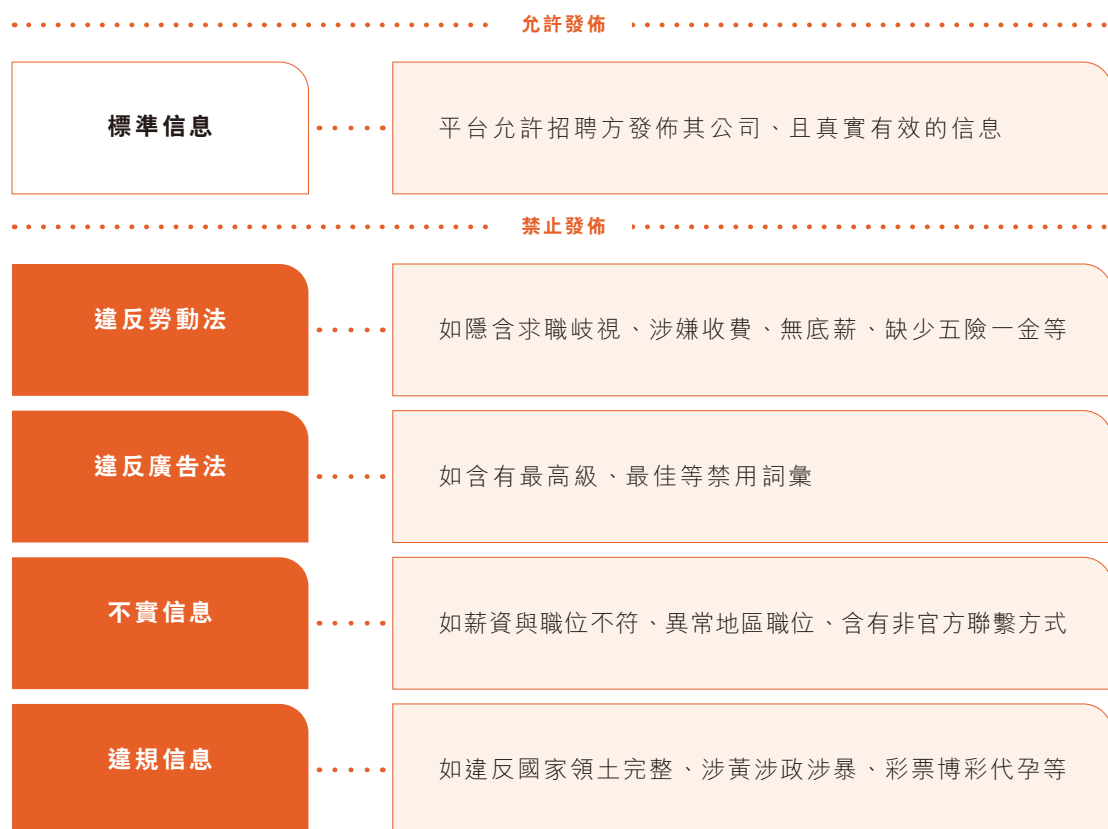 允許發佈
標準信息
平台允許招聘方發佈其公司、且真實有效的信息
禁止發佈
違反勞動法
如隱含求職岐視、涉嫌收費、無底薪、缺少五險一金等
違反廣告法
如含有最高級、最佳等禁用詞彙
不實信息
如薪資與職位不符、異常地區職位、含有非官方聯繫方式
違規信息
如違反國家領土完整、涉黃涉政涉暴、彩票博彩代孕等